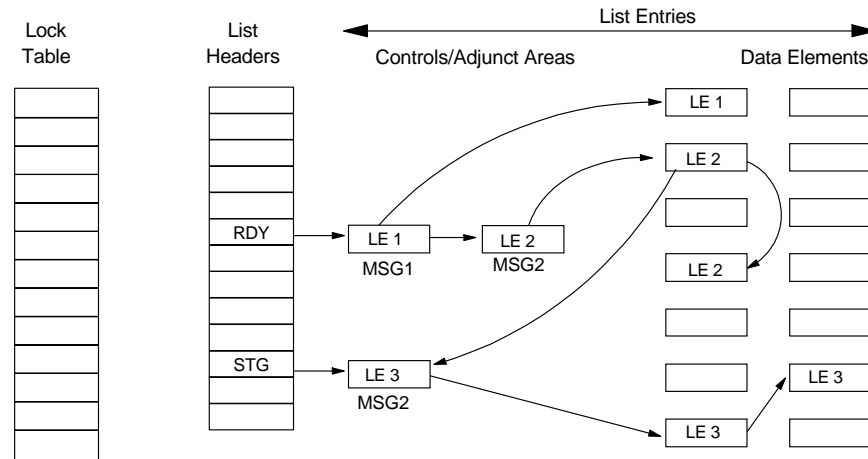 List Entries
Lock
Table
List
Headers
Controls/Adjunct Areas
Data Elements
LE 1
LE 2
RDY
LE 1
LE 2
MSG1
MSG2
LE 2
STG
LE 3
MSG2
LE 3
LE 3